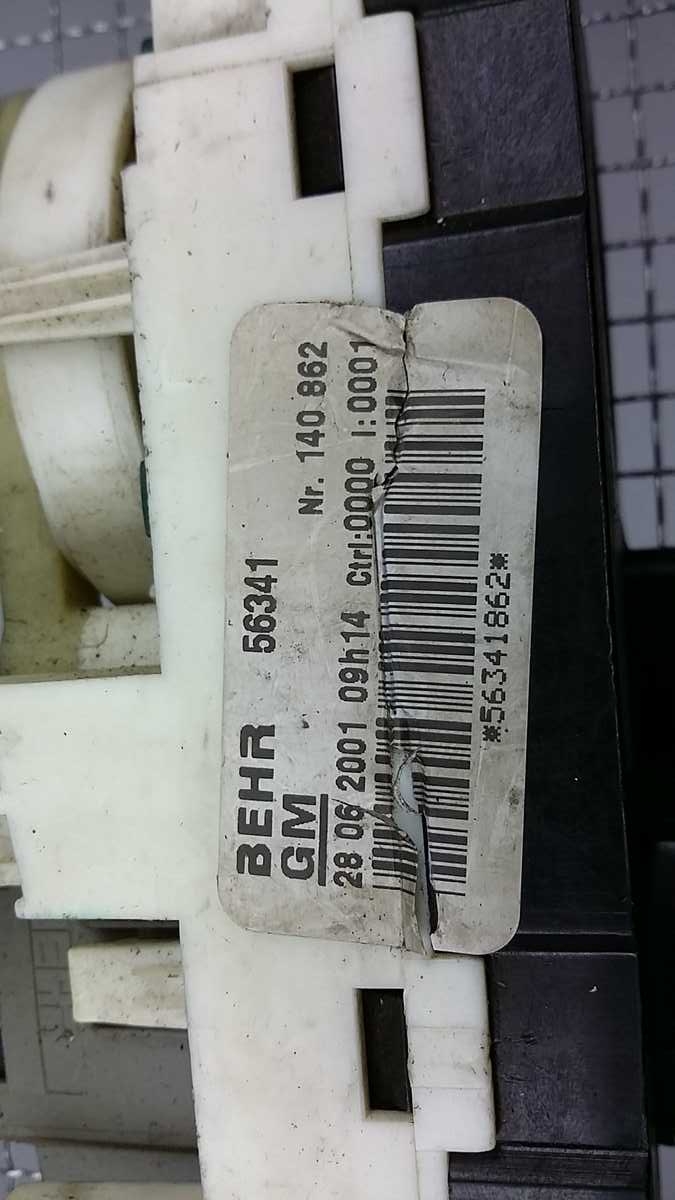 BEHR 56341
GM Nr. 140 862
28 06 2001 09h14 Ctrl:0000 I:0001
*56341862*